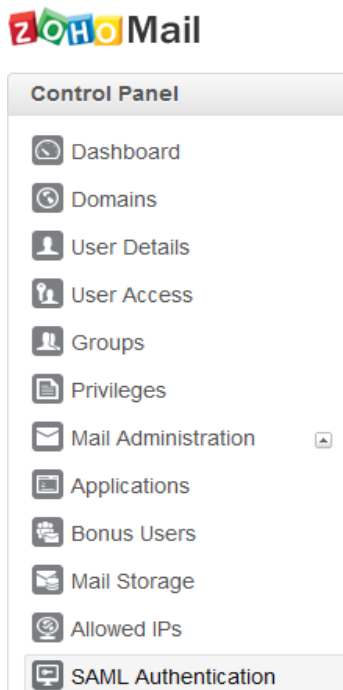 ZOHO Mail
Control Panel
Dashboard
Domains
User Details
User Access
Groups
Privileges
Mail Administration
Applications
Bonus Users
Mail Storage
Allowed IPs
SAML Authentication